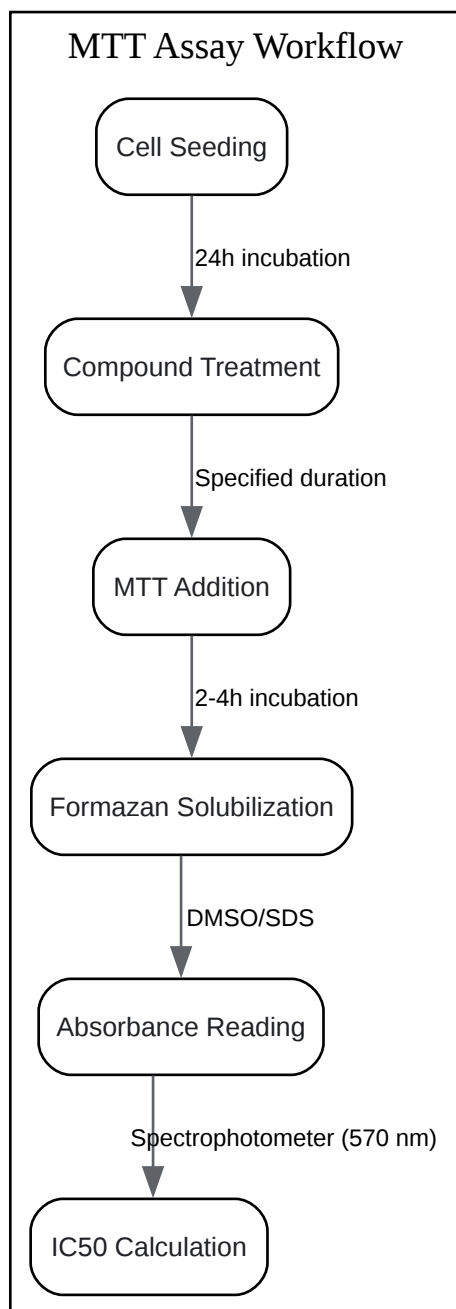 MTT Assay Workflow
Cell Seeding
24h incubation
Compound Treatment
Specified duration
MTT Addition
2-4h incubation
Formazan Solubilization
DMSO/SDS
Absorbance Reading
Spectrophotometer (570 nm)
IC50 Calculation